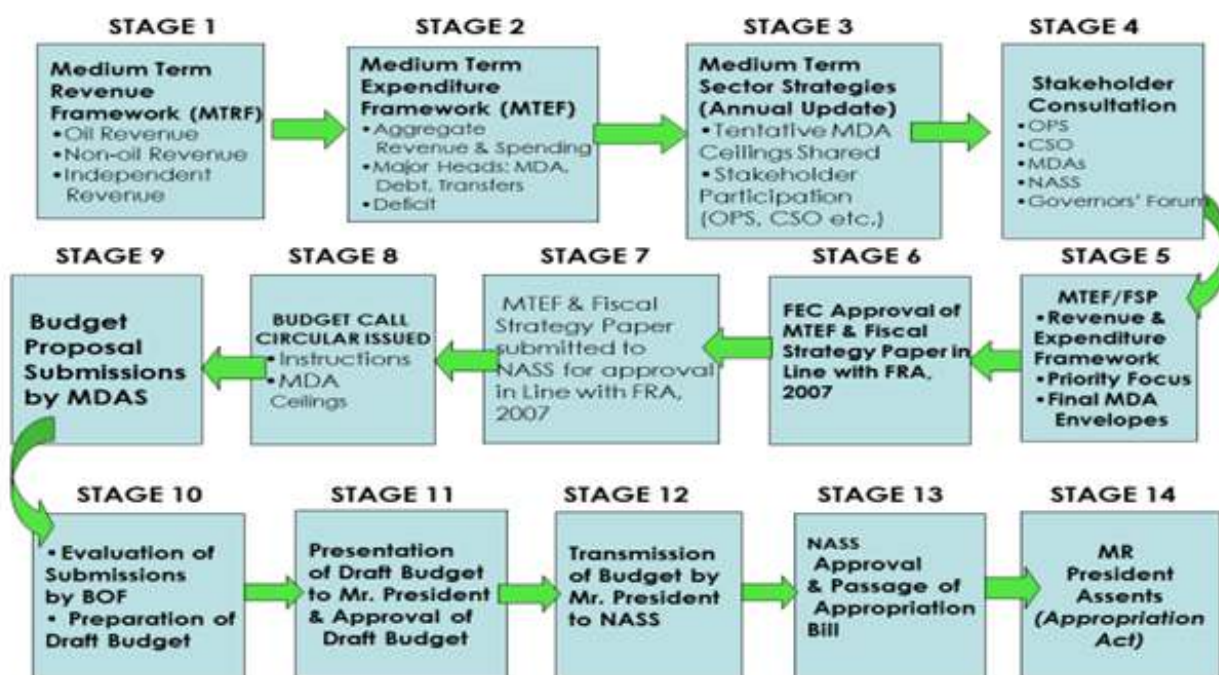 STAGE 1
Medium Term
Revenue
Framework (MTRF)
•Oil Revenue
•Non-oil Revenue
•Independent
Revenue
STAGE 2
Medium Term
Expenditure
Framework (MTEF)
•Aggregate
Revenue & Spending
•Major Heads: MDA,
Debt, Transfers
•Deficit
STAGE 3
Medium Term
Sector Strategies
(Annual Update)
•Tentative MDA
Ceilings Shared
•Stakeholder
Participation
(OPS, CSO etc.)
STAGE 4
Stakeholder
Consultation
•OPS
•CSO
•MDAs
•NASS
•Governors' Forum
STAGE 5
MTEF/FSP
•Revenue &
Expenditure
Framework
•Priority Focus
•Final MDA
Envelopes
STAGE 6
FEC Approval of
MTEF & Fiscal
Strategy Paper in
Line with FRA,
2007
STAGE 7
MTEF & Fiscal
Strategy Paper
submitted to
NASS for approval
in Line with FRA,
2007
STAGE 8
BUDGET CALL
CIRCULAR ISSUED
•Instructions
•MDA
Ceilings
STAGE 9
Budget
Proposal
Submissions
by MDAS
STAGE 10
•Evaluation of
Submissions
by BOF
•Preparation of
Draft Budget
STAGE 11
Presentation
of Draft Budget
to Mr. President
& Approval of
Draft Budget
STAGE 12
Transmission
of Budget by
Mr. President
to NASS
STAGE 13
NASS
Approval
& Passage of
Appropriation
Bill
STAGE 14
MR
President
Assents
(Appropriation
Act)